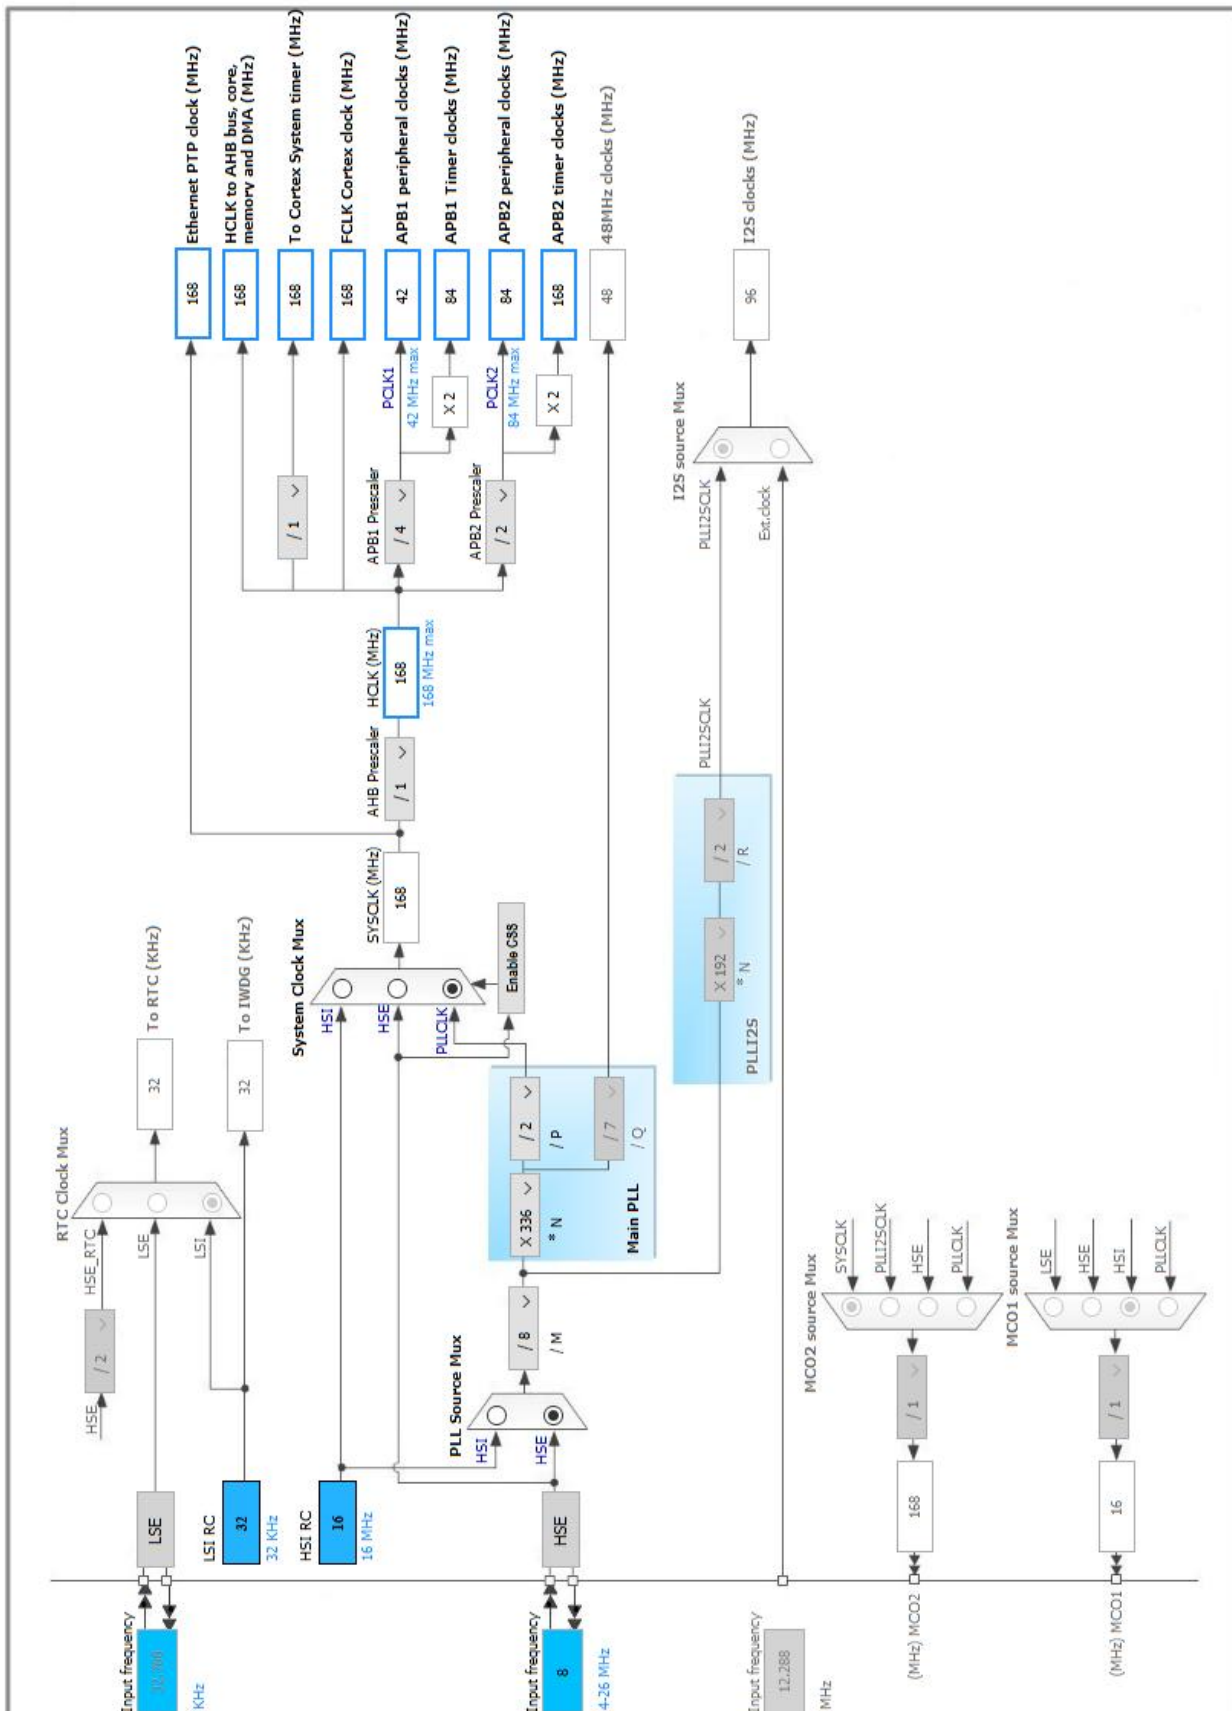 Input frequency
KHz
LSE
LSI RC
32
32 KHz
HSE
/ 2
HSE_RTC
LSE
LSI
RTC Clock Mux
32
To RTC (KHz)
32
To IWDG (KHz)
HSI RC
16
16 MHz
Input frequency
8
4-26 MHz
HSE
PLL Source Mux
HSI
HSE
/ 8
/ M
X 336
* N
/ 2
/ P
/ 7
/ Q
Main PLL
System Clock Mux
HSI
HSE
PLLCLK
Enable CSS
SYSCLK (MHz)
168
AHB Prescaler
/ 1
HCLK (MHz)
168
168 MHz max
/ 1
APB1 Prescaler
/ 4
APB2 Prescaler
/ 2
PCLK1
42 MHz max
X 2
PCLK2
84 MHz max
X 2
168
Ethernet PTP clock (MHz)
168
HCLK to AHB bus, core,
memory and DMA (MHz)
168
To Cortex System timer (MHz)
168
FCLK Cortex clock (MHz)
42
APB1 peripheral clocks (MHz)
84
APB1 Timer clocks (MHz)
84
APB2 peripheral clocks (MHz)
168
APB2 timer clocks (MHz)
48
48MHz clocks (MHz)
PLLI2S
X 192
* N
/ 2
/ R
PLLI2SCLK
PLLI2SCLK
I2S source Mux
Ext.clock
96
I2S clocks (MHz)
Input frequency
12.288
MHz
(MHz) MCO2
168
/ 1
MCO2 source Mux
SYSCLK
PLLI2SCLK
HSE
PLLCLK
(MHz) MCO1
16
/ 1
MCO1 source Mux
LSE
HSE
HSI
PLLCLK